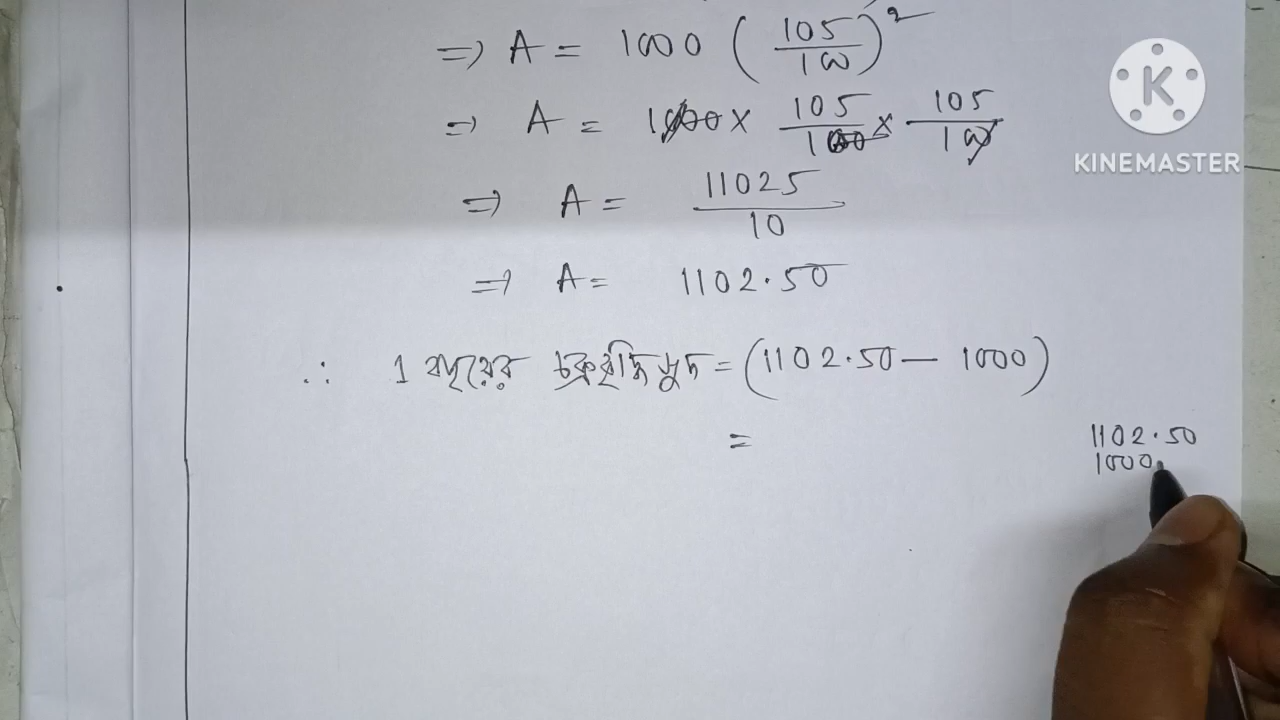 => A = 1000 (105/100)²
=> A = 1000 × 105/100 × 105/100
=> A = 11025/10
=> A = 1102.50
∴ 1 বছরের চক্রবৃদ্ধি সুদ = (1102.50 — 1000)
=
1102.50
1000.
K
KINEMASTER